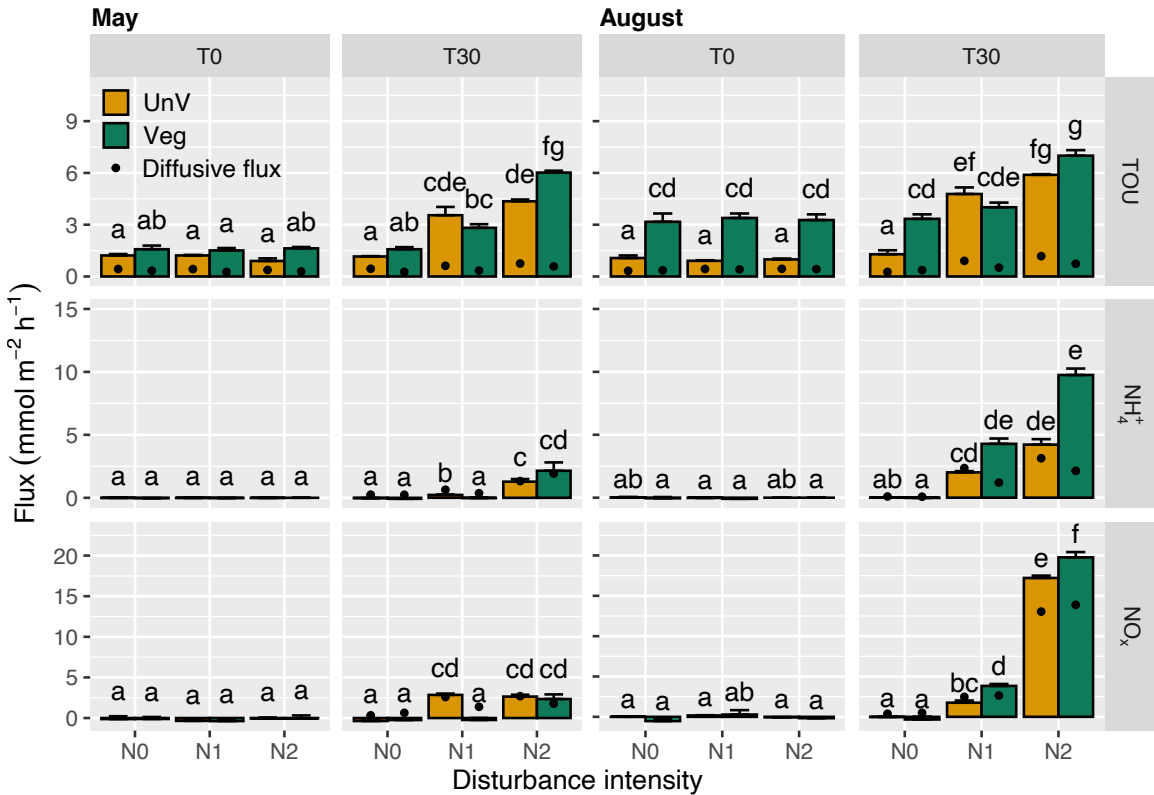 May August
T0 T30 T0 T30
UnV
Veg
Diffusive flux
Flux (mmol m⁻² h⁻¹)
9
6
3
0
a ab a a a ab
a ab cde bc de fg
a cd a cd a cd
a cd ef cde fg g
TOU
15
10
5
0
a a a a a a
a a b a c cd
ab a a a ab a
ab a cd de de e
NH₄⁺
20
15
10
5
0
a a a a a a
a a cd a cd cd
a a a ab a a
a a bc d e f
NOₓ
N0 N1 N2 N0 N1 N2 N0 N1 N2 N0 N1 N2
Disturbance intensity